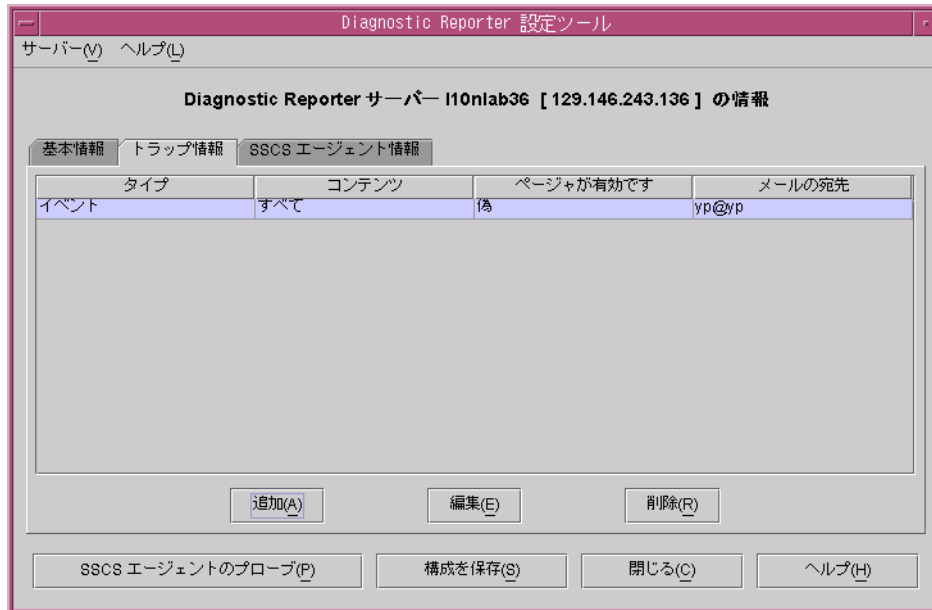 Diagnostic Reporter 設定ツール
サーバー(V) ヘルプ(L)
Diagnostic Reporter サーバー l10nlab36 [ 129.146.243.136 ] の情報
基本情報 トラップ情報 SSCS エージェント情報
タイプ コンテンツ ページャが有効です メールの宛先
イベント すべて 偽 yp@yp
追加(A) 編集(E) 削除(R)
SSCS エージェントのプローブ(P) 構成を保存(S) 閉じる(C) ヘルプ(H)